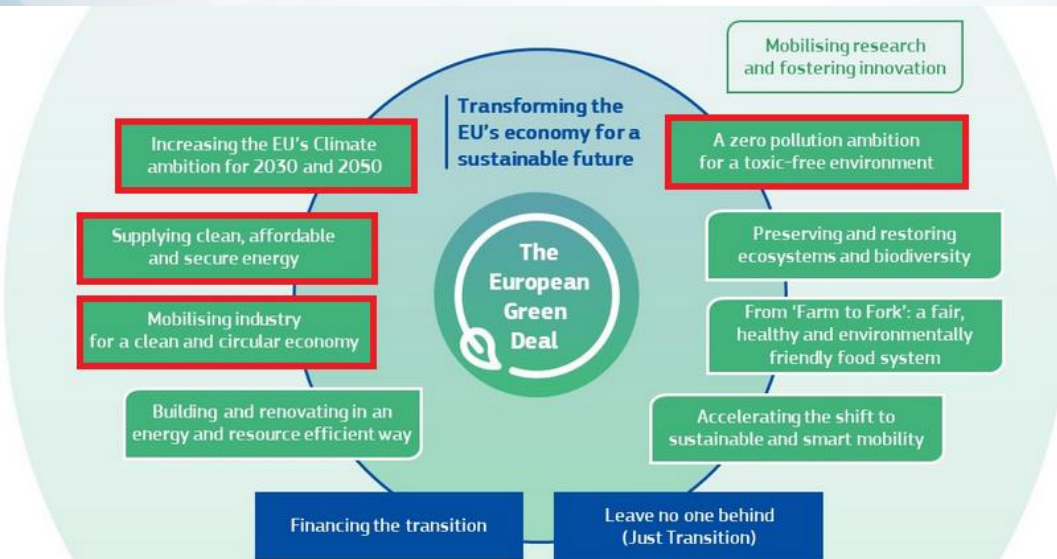 Mobilising research
and fostering innovation
Transforming the
EU's economy for a
sustainable future
Increasing the EU's Climate
ambition for 2030 and 2050
A zero pollution ambition
for a toxic-free environment
Supplying clean, affordable
and secure energy
The
European
Green
Deal
Preserving and restoring
ecosystems and biodiversity
Mobilising industry
for a clean and circular economy
From 'Farm to Fork': a fair,
healthy and environmentally
friendly food system
Building and renovating in an
energy and resource efficient way
Accelerating the shift to
sustainable and smart mobility
Financing the transition
Leave no one behind
(Just Transition)